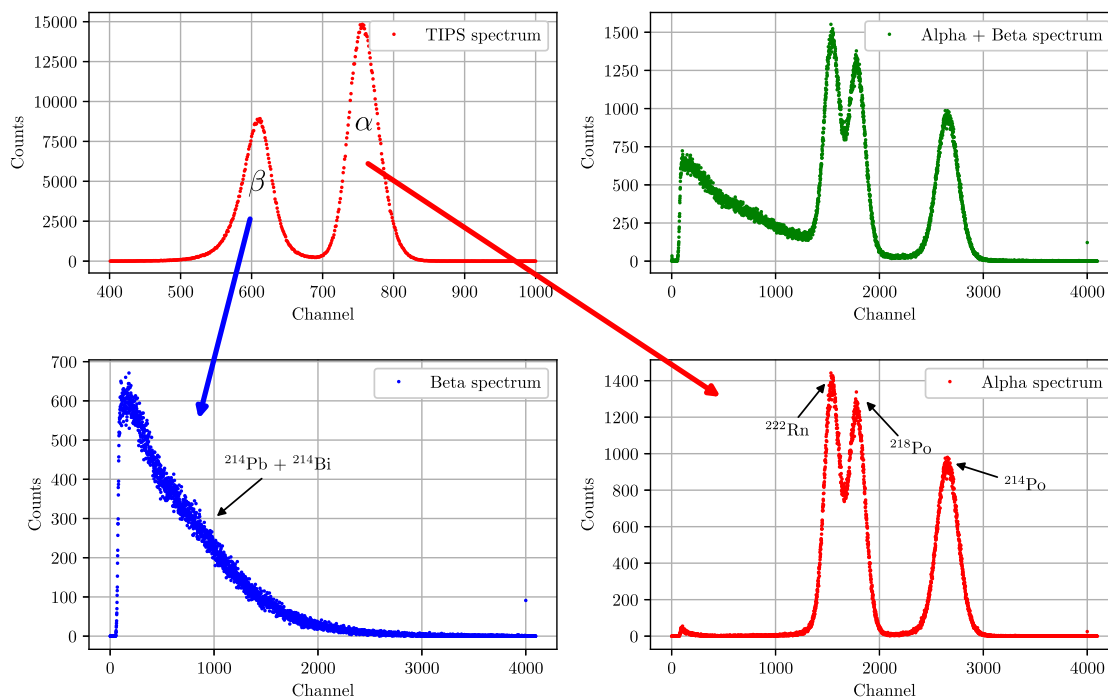 15000
12500
10000
7500
5000
2500
0
Counts
400 500 600 700 800 900 1000
Channel
TIPS spectrum
β
α
1500
1250
1000
750
500
250
0
Counts
0 1000 2000 3000 4000
Channel
Alpha + Beta spectrum
700
600
500
400
300
200
100
0
Counts
0 1000 2000 3000 4000
Channel
Beta spectrum
²¹⁴Pb + ²¹⁴Bi
1400
1200
1000
800
600
400
200
0
Counts
0 1000 2000 3000 4000
Channel
Alpha spectrum
²²²Rn
²¹⁸Po
²¹⁴Po